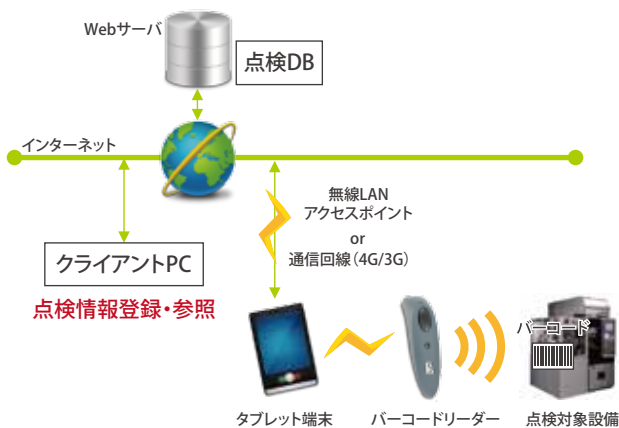 Webサーバ
点検DB
インターネット
無線LAN
アクセスポイント
or
通信回線（4G/3G）
クライアントPC
点検情報登録・参照
バーコード
タブレット端末
バーコードリーダー
点検対象設備